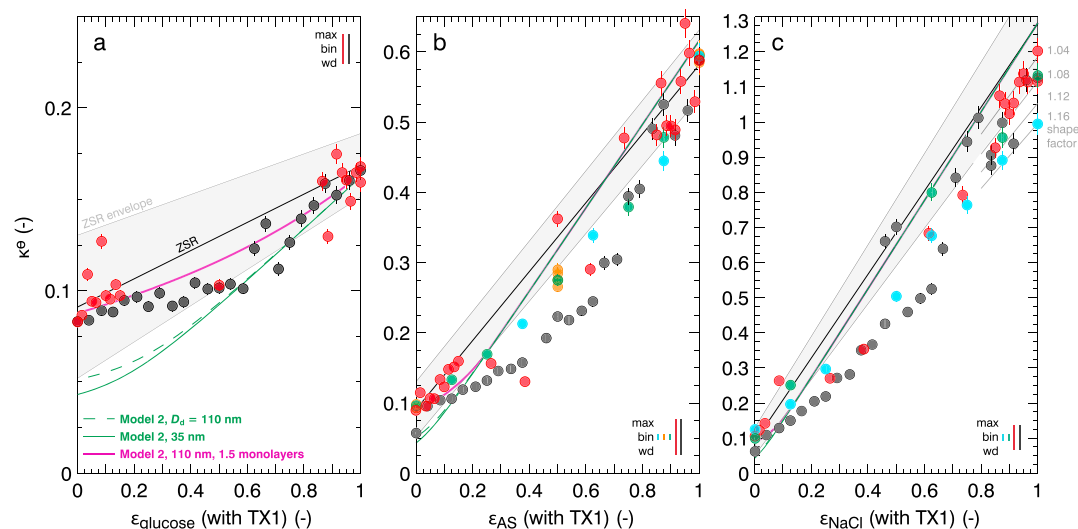 a
max
bin
wd
0.2
0.1
0
κ⊖ (-)
ZSR envelope
ZSR
Model 2, Dd = 110 nm
Model 2, 35 nm
Model 2, 110 nm, 1.5 monolayers
0 0.2 0.4 0.6 0.8 1
εglucose (with TX1) (-)
b
0.6
0.5
0.4
0.3
0.2
0.1
0
max
bin
wd
0 0.2 0.4 0.6 0.8 1
εAS (with TX1) (-)
c
1.3
1.2
1.1
1.0
0.9
0.8
0.7
0.6
0.5
0.4
0.3
0.2
0.1
0
1.04
1.08
1.12
1.16
shape
factor
max
bin
wd
0 0.2 0.4 0.6 0.8 1
εNaCl (with TX1) (-)